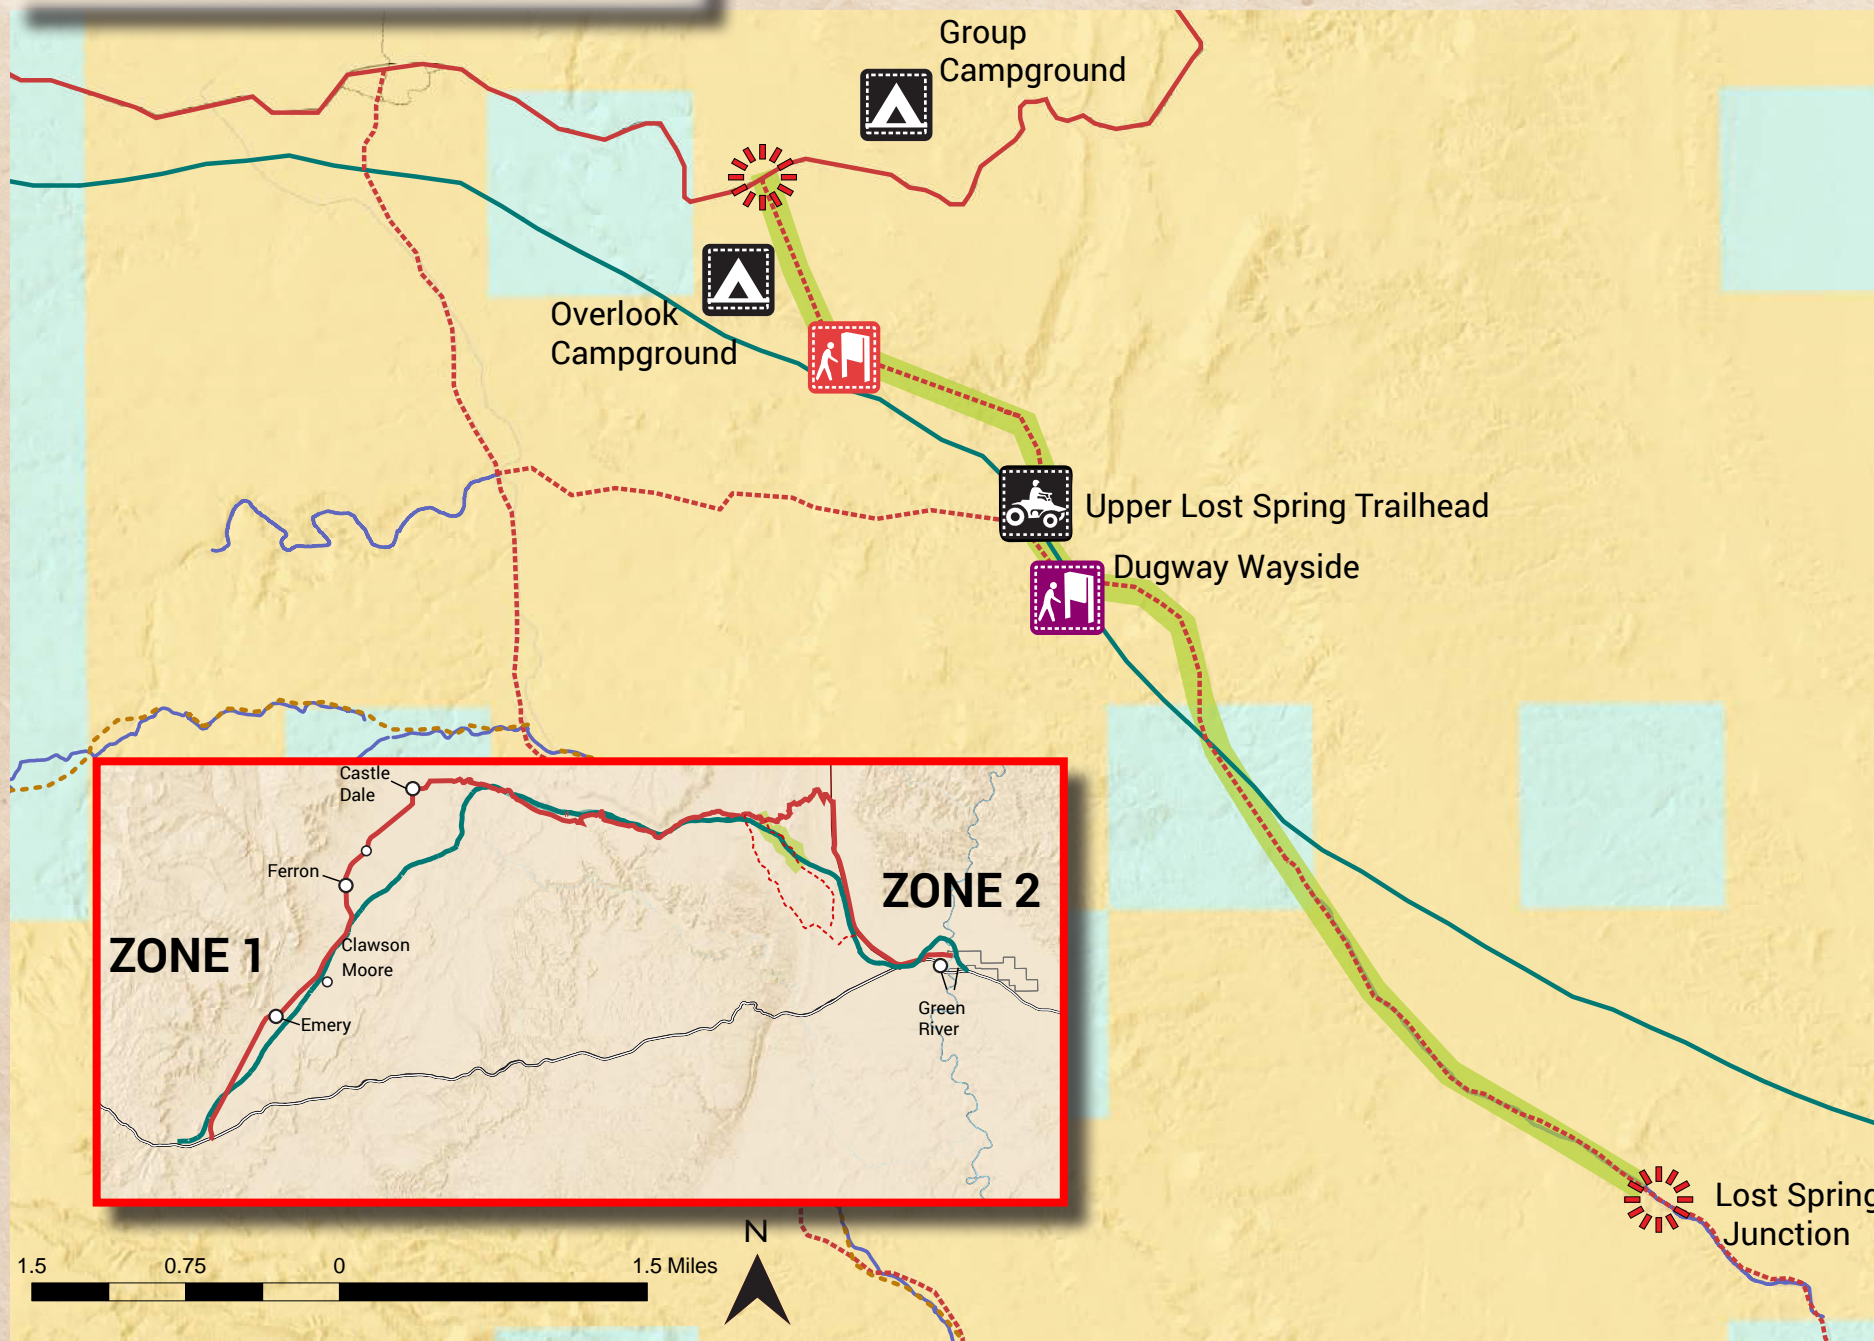 Group
Campground
Overlook
Campground
Upper Lost Spring Trailhead
Dugway Wayside
Castle
Dale
Ferron
ZONE 2
ZONE 1
Clawson
Moore
Emery
Green
River
Lost Spring
Junction
N
1.5 0.75 0 1.5 Miles